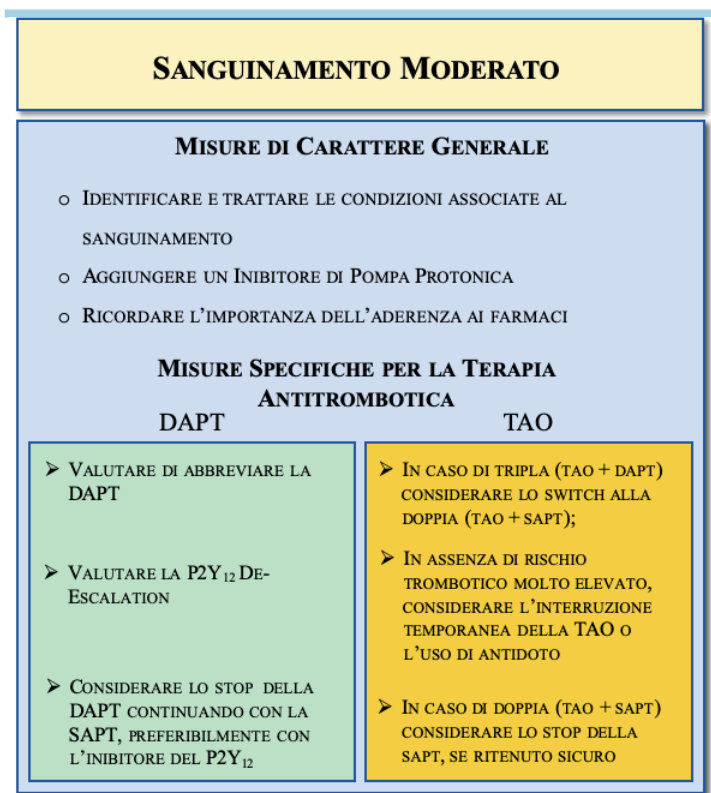 SANGUINAMENTO MODERATO
MISURE DI CARATTERE GENERALE
o IDENTIFICARE E TRATTARE LE CONDIZIONI ASSOCIATE AL
SANGUINAMENTO
o AGGIUNGERE UN INIBITORE DI POMPA PROTONICA
o RICORDARE L'IMPORTANZA DELL'ADERENZA AI FARMACI
MISURE SPECIFICHE PER LA TERAPIA
ANTITROMBOTICA
DAPT
➢ VALUTARE DI ABBREVIARE LA
DAPT
➢ VALUTARE LA P2Y₁₂ DE-
ESCALATION
➢ CONSIDERARE LO STOP DELLA
DAPT CONTINUANDO CON LA
SAPT, PREFERIBILMENTE CON
L'INIBITORE DEL P2Y₁₂
TAO
➢ IN CASO DI TRIPLA (TAO + DAPT)
CONSIDERARE LO SWITCH ALLA
DOPPIA (TAO + SAPT);
➢ IN ASSENZA DI RISCHIO
TROMBOTICO MOLTO ELEVATO,
CONSIDERARE L'INTERRUZIONE
TEMPORANEA DELLA TAO O
L'USO DI ANTIDOTO
➢ IN CASO DI DOPPIA (TAO + SAPT)
CONSIDERARE LO STOP DELLA
SAPT, SE RITENUTO SICURO